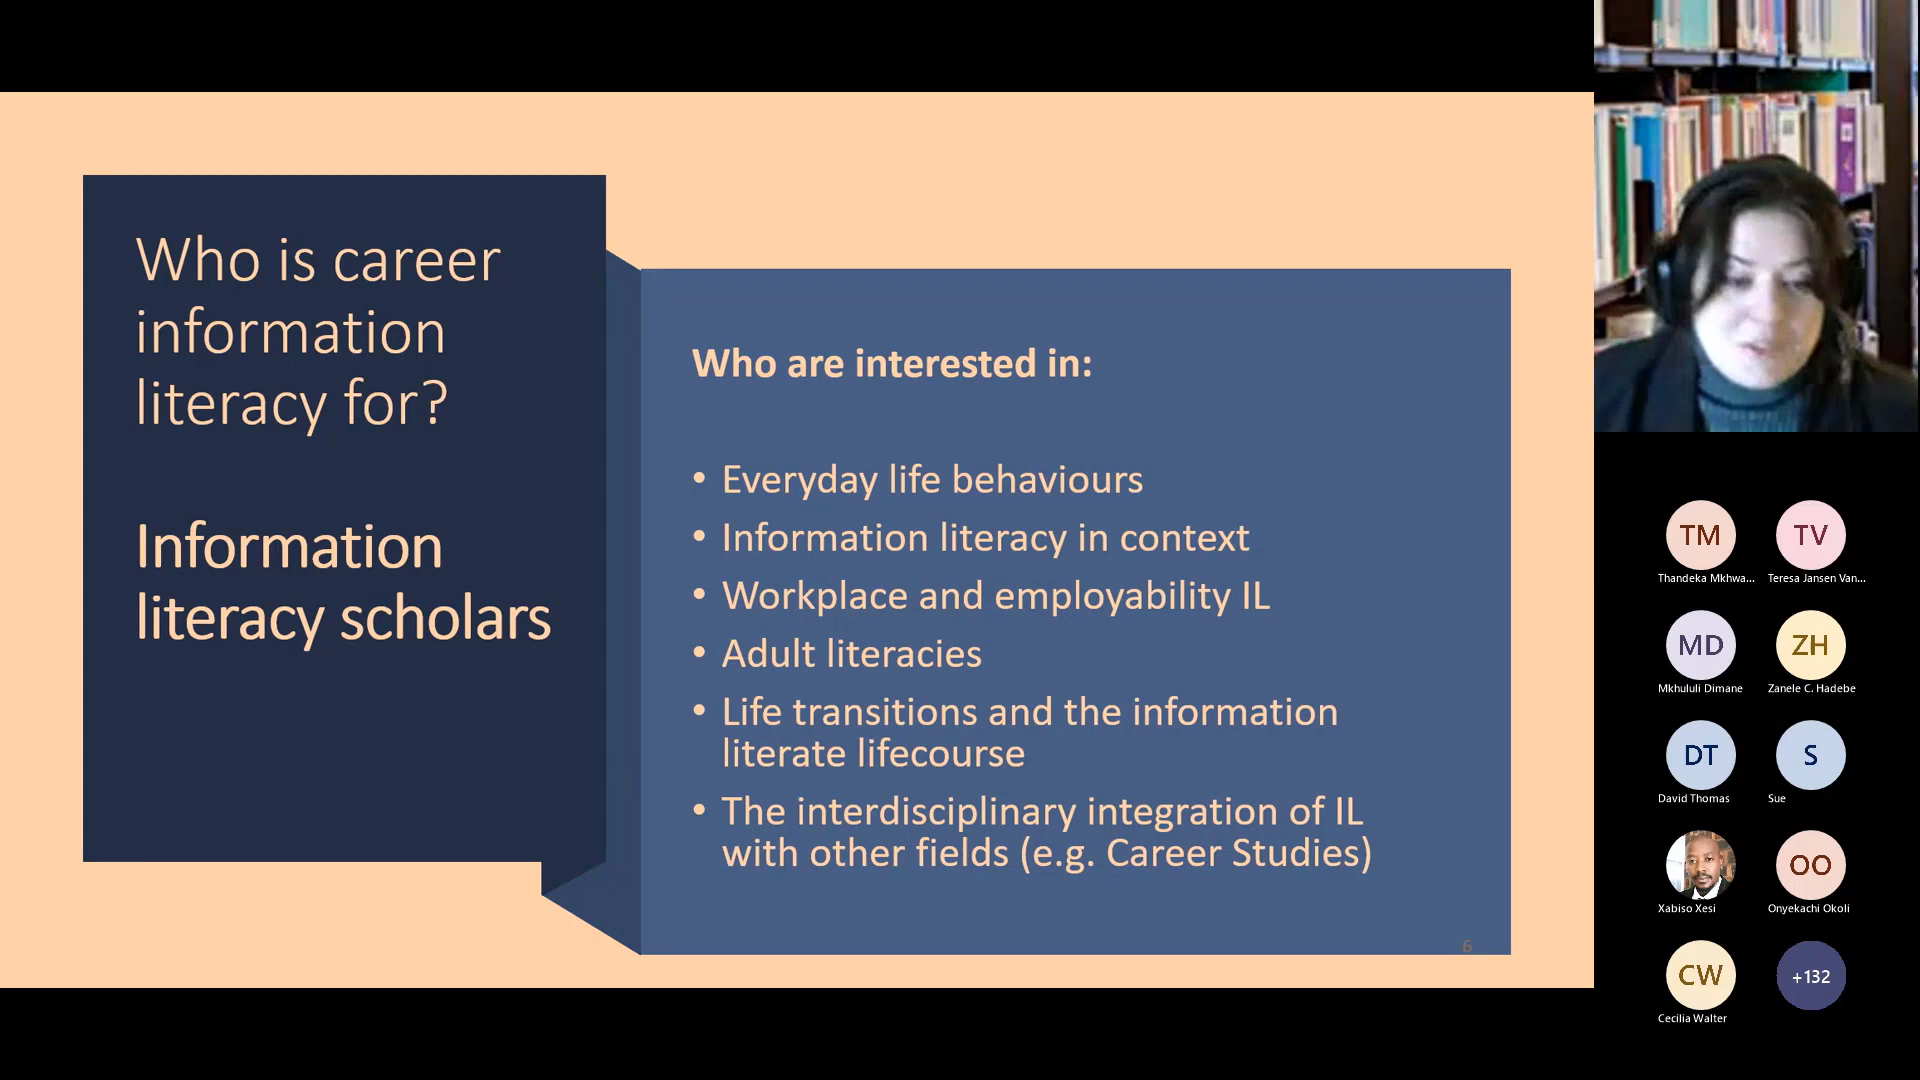 Who is career
information
literacy for?
Information
literacy scholars
Who are interested in:
• Everyday life behaviours
• Information literacy in context
• Workplace and employability IL
• Adult literacies
• Life transitions and the information
literate lifecourse
• The interdisciplinary integration of IL
with other fields (e.g. Career Studies)
6
TM
Thandeka Mkhwa...
TV
Teresa Jansen Van...
MD
Mkhululi Dimane
ZH
Zanele C. Hadebe
DT
David Thomas
S
Sue
Xabiso Xesi
OO
Onyekachi Okoli
CW
Cecilia Walter
+132